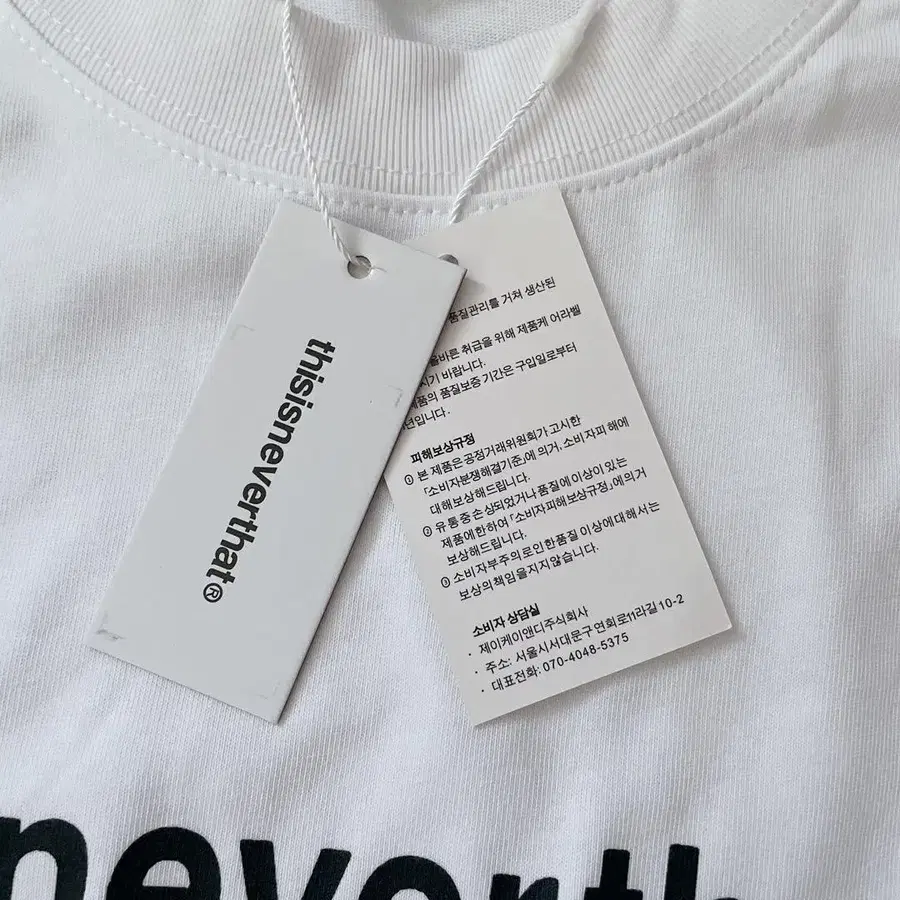 thisisneverthat®
품질관리를 거쳐 생산된
올바른 취급을 위해 제품케 어라벨
시기 바랍니다.
제품의 품질보증 기간은 구입일로부터
년입니다.
피해보상규정
① 본 제품은 공정거래위원회가 고시한
「소비자분쟁해결기준」에 의거, 소비자피 해에
대해보상해드립니다.
② 유 통 중 손 상되었거나 품질에 이상이 있는
제품에한하여 「소비자피해보상규정」에의거
보상해드립니다.
③ 소비자부주의로인한품질 이상에대해서는
보상의책임을지지않습니다.
소비자 상담실
· 제이케이앤디주식회사
· 주소: 서울시서대문구 연희로11라길 10-2
· 대표전화: 070-4048-5375
neverth